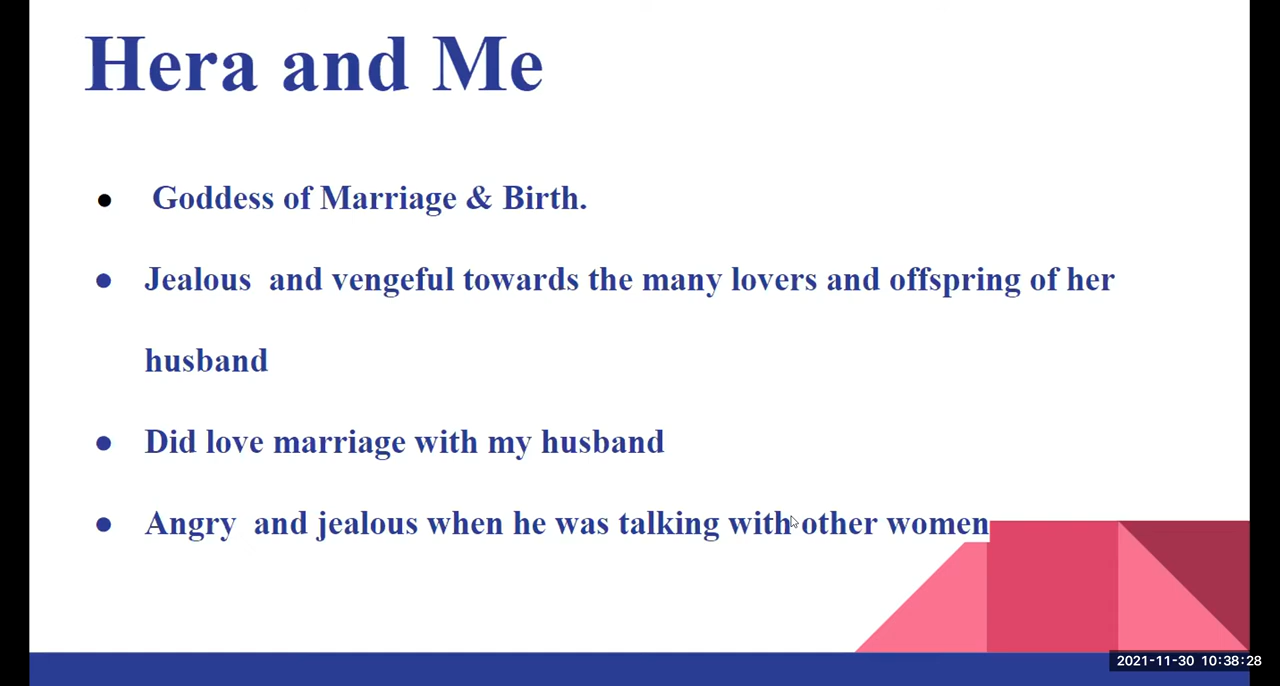 Hera and Me
● Goddess of Marriage & Birth.
● Jealous  and vengeful towards the many lovers and offspring of her
husband
● Did love marriage with my husband
● Angry  and jealous when he was talking with other women
2021-11-30 10:38:28